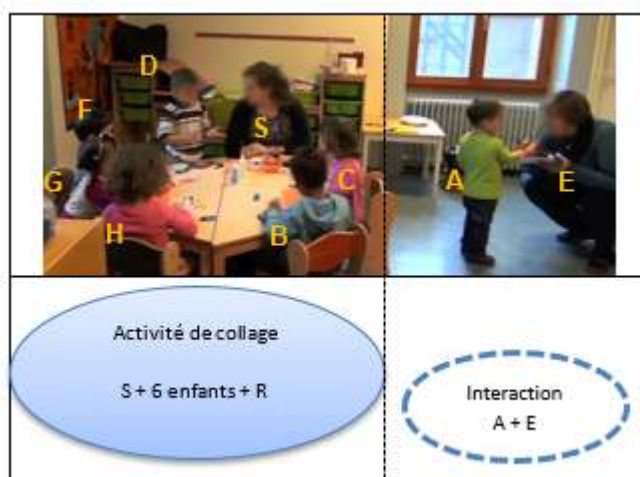 D
F
S
G
C
A
E
H
B
Activité de collage
S + 6 enfants + R
Interaction
A + E